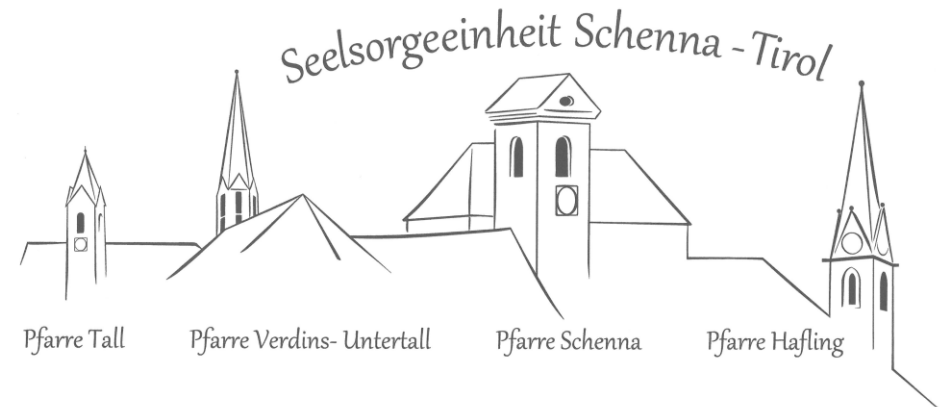 Seelsorgeeinheit Schenna - Tirol
Pfarre Tall
Pfarre Verdins- Untertall
Pfarre Schenna
Pfarre Hafling